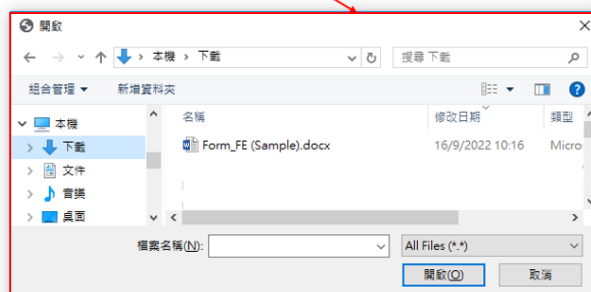 開啟
本機 › 下載
搜尋 下載
組合管理
新增資料夾
本機
下載
文件
音樂
桌面
名稱
修改日期
類型
Form_FE (Sample).docx
16/9/2022 10:16
Micro
檔案名稱(N):
All Files (*.*)
開啟(O)
取消